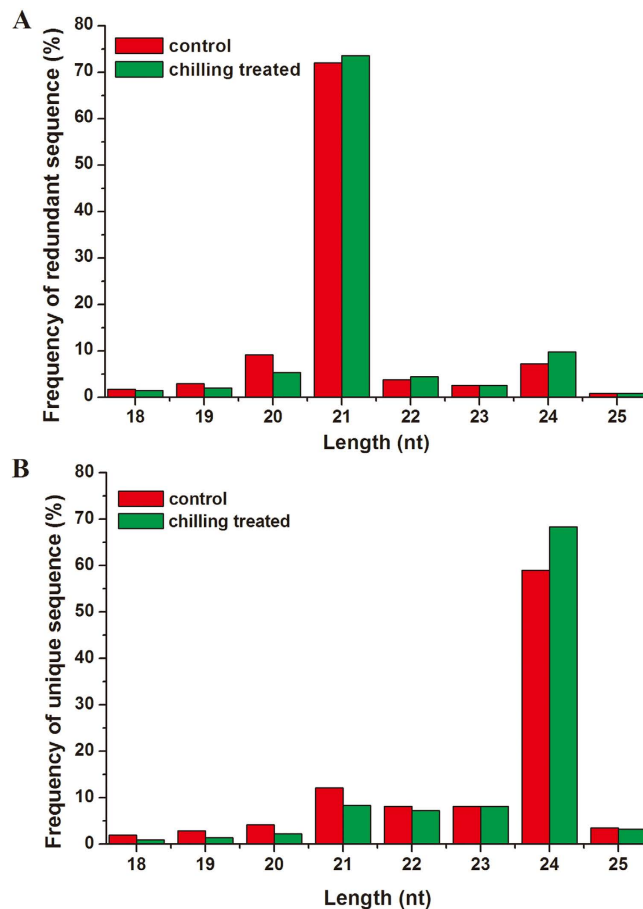 A
Frequency of redundant sequence (%)
80
70
60
50
40
30
20
10
0
control
chilling treated
18 19 20 21 22 23 24 25
Length (nt)
B
Frequency of unique sequence (%)
80
70
60
50
40
30
20
10
0
control
chilling treated
18 19 20 21 22 23 24 25
Length (nt)